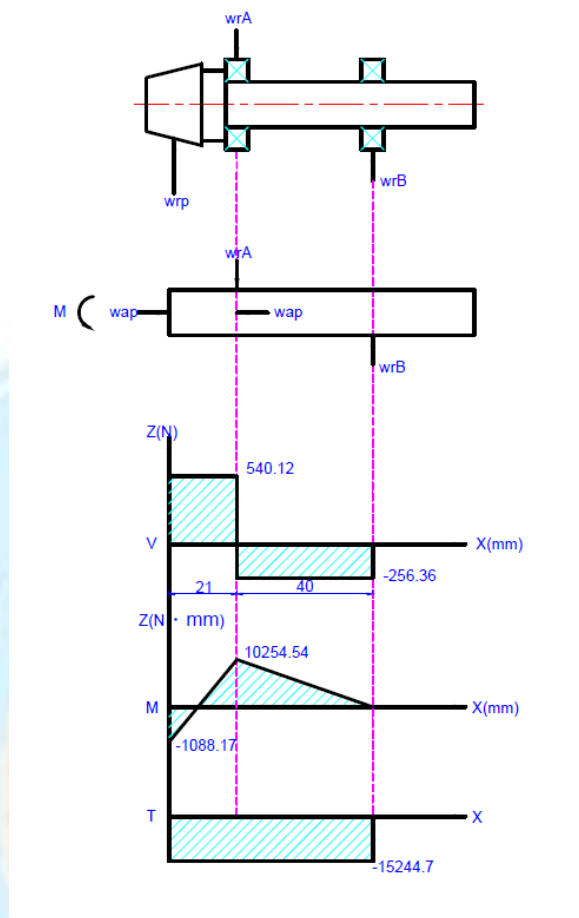 wrA
wrp
wrB
wrA
M
wap
wap
wrB
Z(N)
540.12
V
X(mm)
-256.36
21
40
Z(N · mm)
10254.54
M
X(mm)
-1088.17
T
X
-15244.7